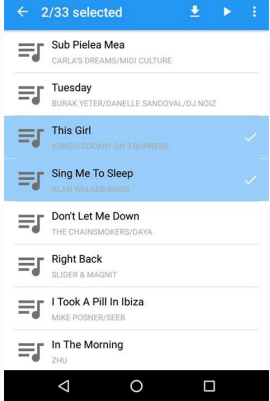 2/33 selected
Sub Pielea Mea
CARLA'S DREAMS/MIDI CULTURE
Tuesday
BURAK YETER/DANELLE SANDOVAL/DJ NOIZ
This Girl
KUNGS/COOKIN' ON 3 BURNERS
Sing Me To Sleep
ALAN WALKER/MIKIS
Don't Let Me Down
THE CHAINSMOKERS/DAYA
Right Back
SLIDER & MAGNIT
I Took A Pill In Ibiza
MIKE POSNER/SEEB
In The Morning
ZHU